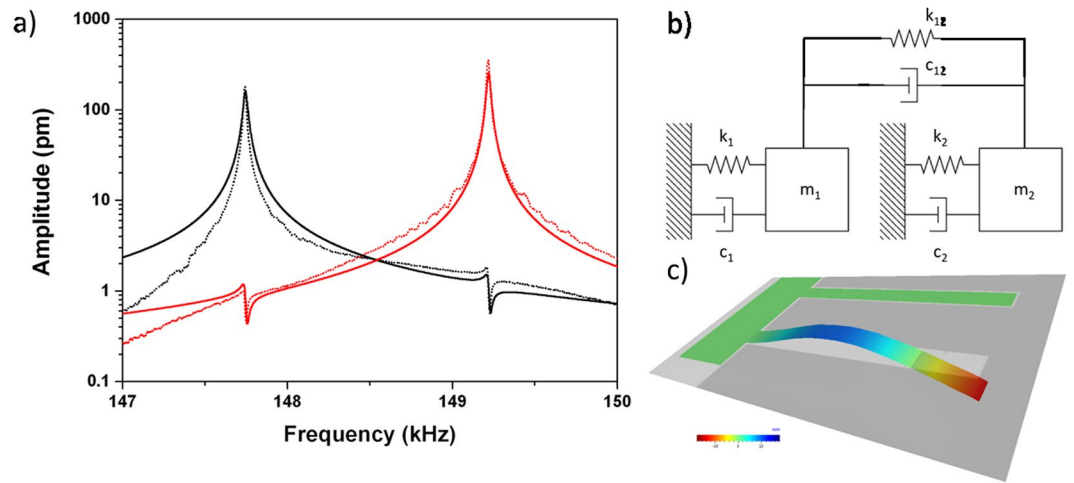 a)
1000
100
10
1
0.1
Amplitude (pm)
147
148
149
150
Frequency (kHz)
b)
k12
c12
k1
k2
m1
m2
c1
c2
c)